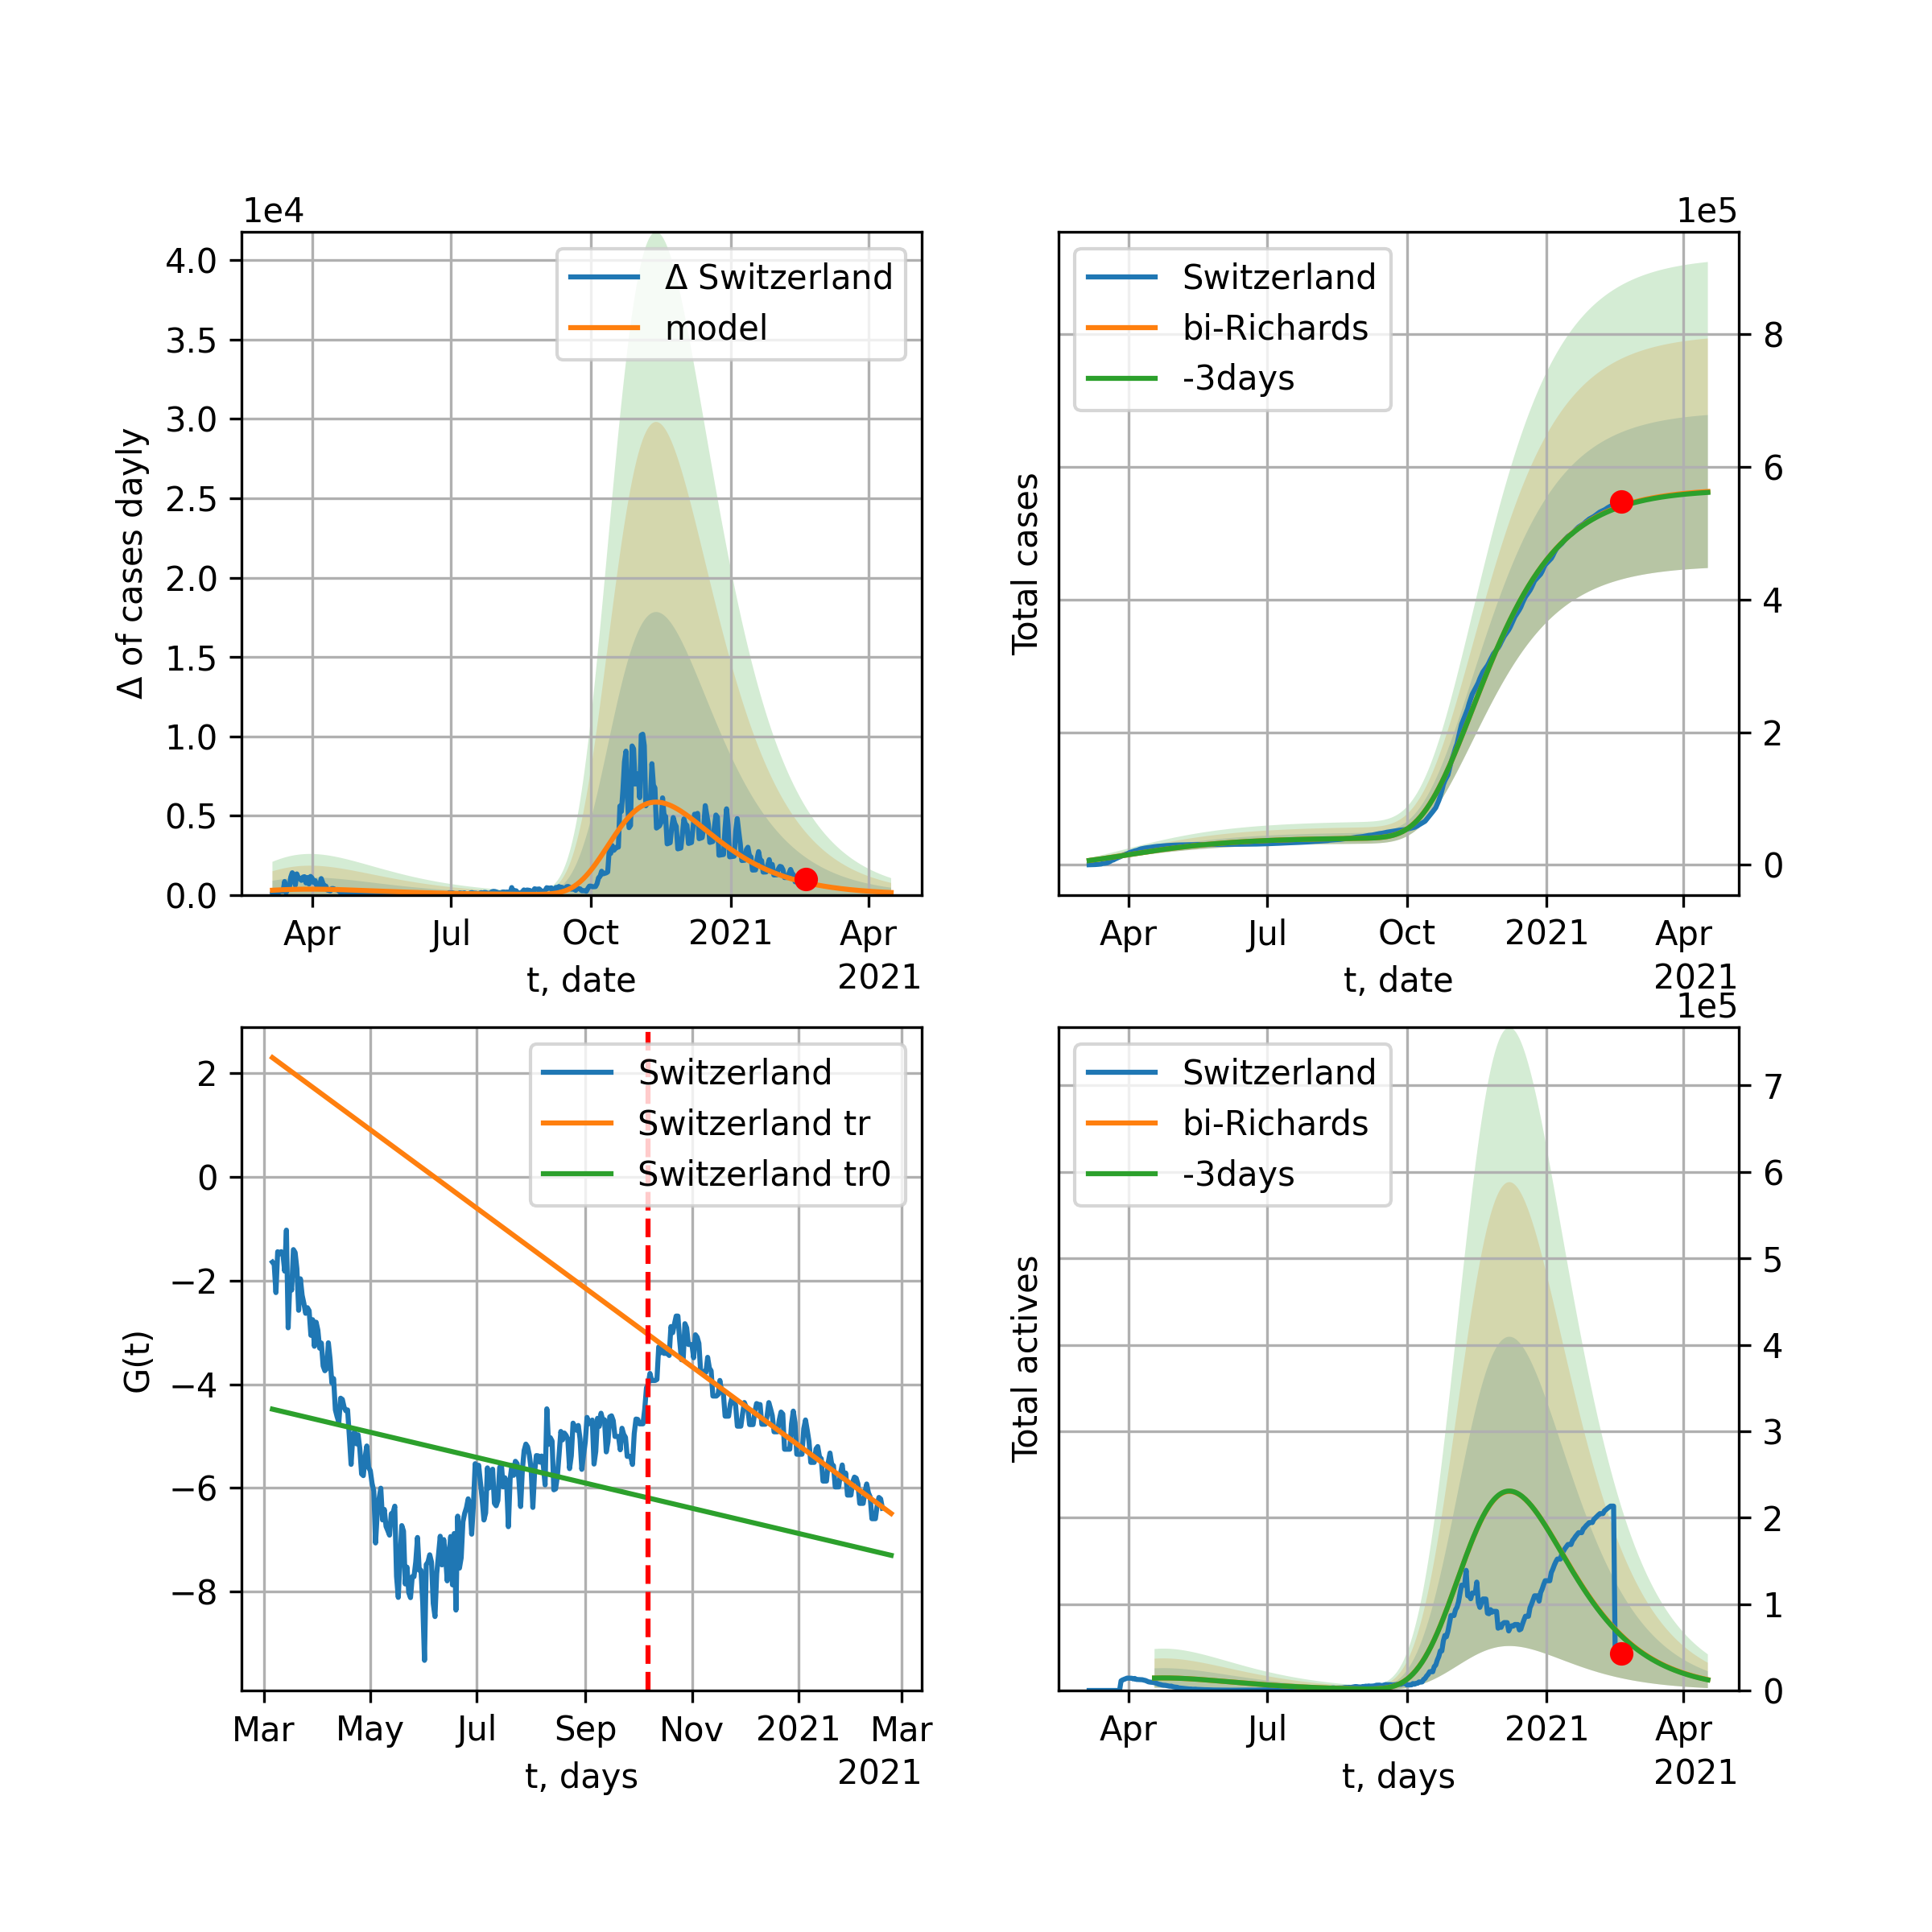 1e4
4.0
3.5
3.0
2.5
2.0
1.5
1.0
0.5
0.0
Δ of cases dayly
Δ Switzerland
model
Apr
Jul
Oct
2021
Apr
2021
t, date
1e5
Switzerland
bi-Richards
-3days
Total cases
8
6
4
2
0
Apr
Jul
Oct
2021
Apr
2021
t, date
2
0
−2
−4
−6
−8
G(t)
Switzerland
Switzerland tr
Switzerland tr0
Mar
May
Jul
Sep
Nov
2021
Mar
2021
t, days
1e5
Switzerland
bi-Richards
-3days
Total actives
7
6
5
4
3
2
1
0
Apr
Jul
Oct
2021
Apr
2021
t, days